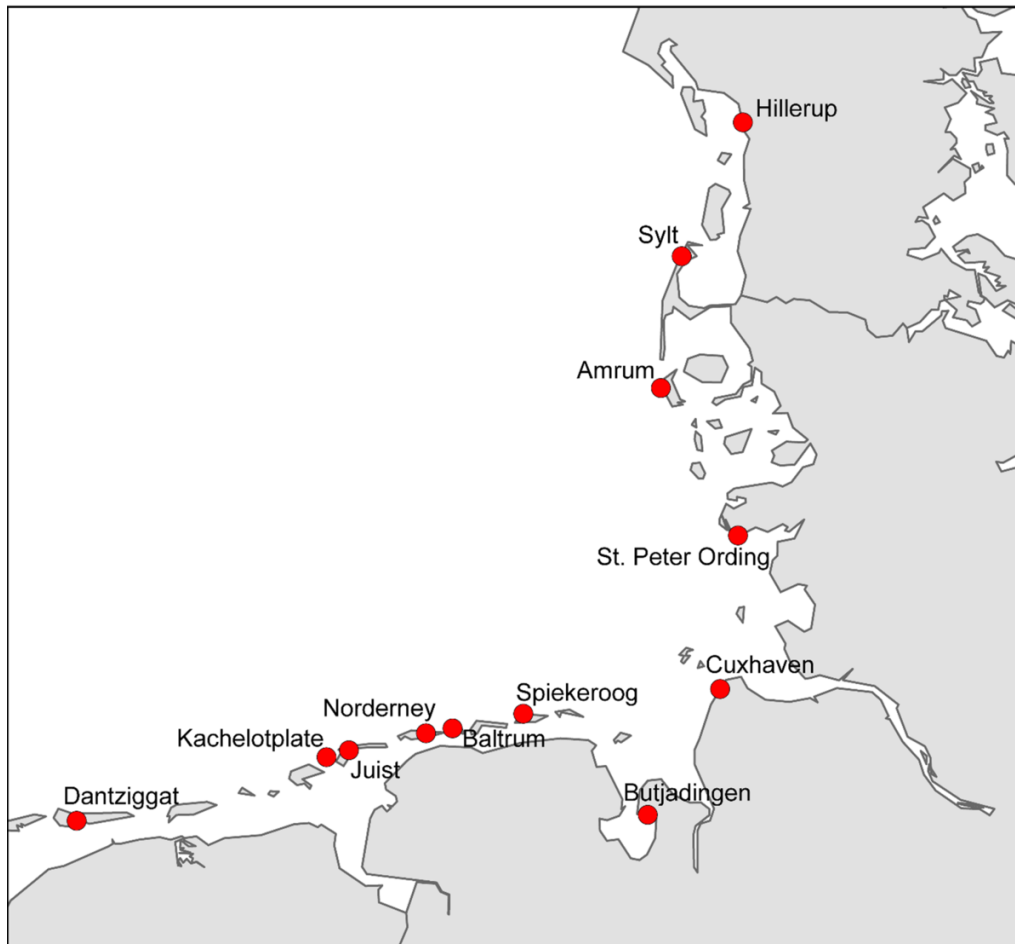 Hillerup
Sylt
Amrum
St. Peter Ording
Cuxhaven
Spiekeroog
Norderney
Baltrum
Kachelotplate
Juist
Dantziggat
Butjadingen